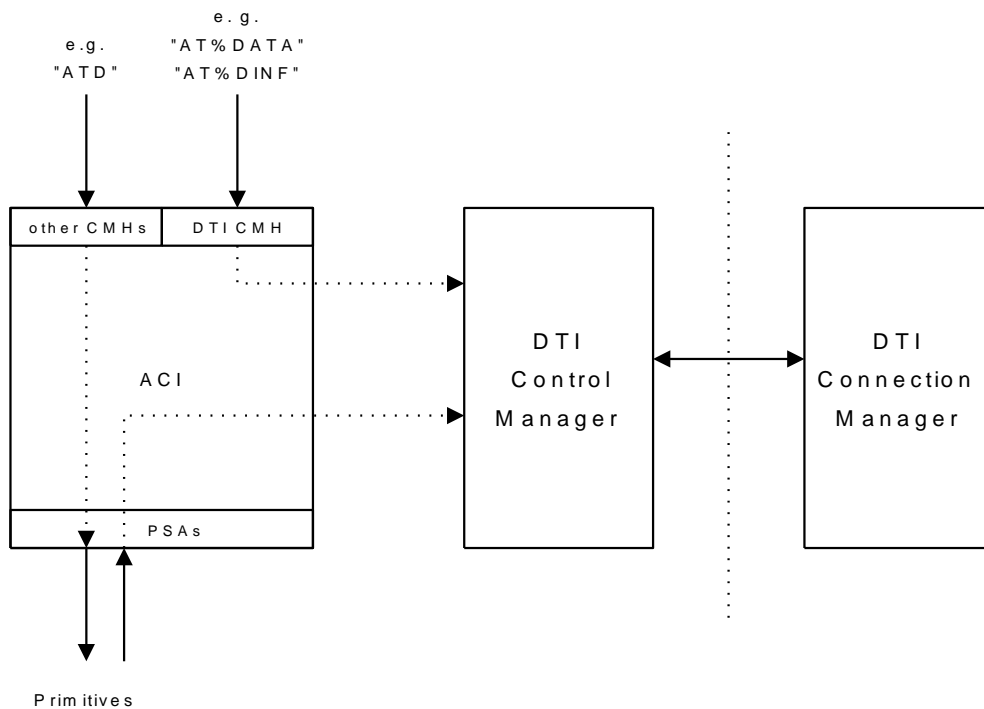 e.g.
"ATD"
e.g.
"AT%DATA"
"AT%DINF"
other CMHs
DTI CMH
ACI
PSAs
DTI
Control
Manager
DTI
Connection
Manager
Primitives